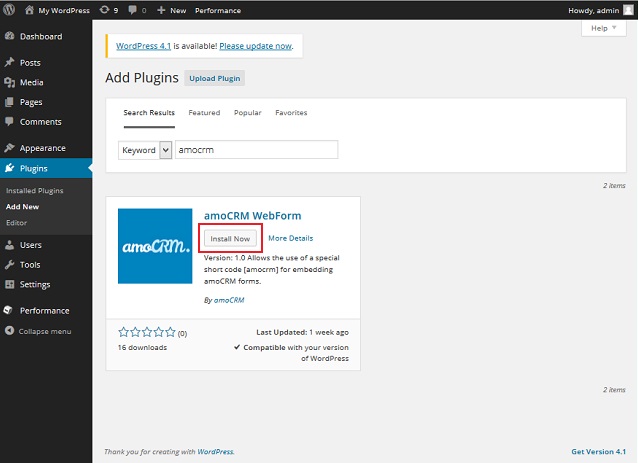 My WordPress 9 0 + New Performance Howdy, admin
Help
Dashboard
WordPress 4.1 is available! Please update now.
Posts
Media
Pages
Comments
Appearance
Plugins
Installed Plugins
Add New
Editor
Users
Tools
Settings
Performance
Collapse menu
Add Plugins Upload Plugin
Search Results Featured Popular Favorites
Keyword amocrm
2 items
amoCRM.
amoCRM WebForm
Install Now More Details
Version: 1.0 Allows the use of a special
short code [amocrm] for embedding
amoCRM forms.
By amoCRM
(0) Last Updated: 1 week ago
16 downloads Compatible with your version
of WordPress
2 items
Thank you for creating with WordPress. Get Version 4.1